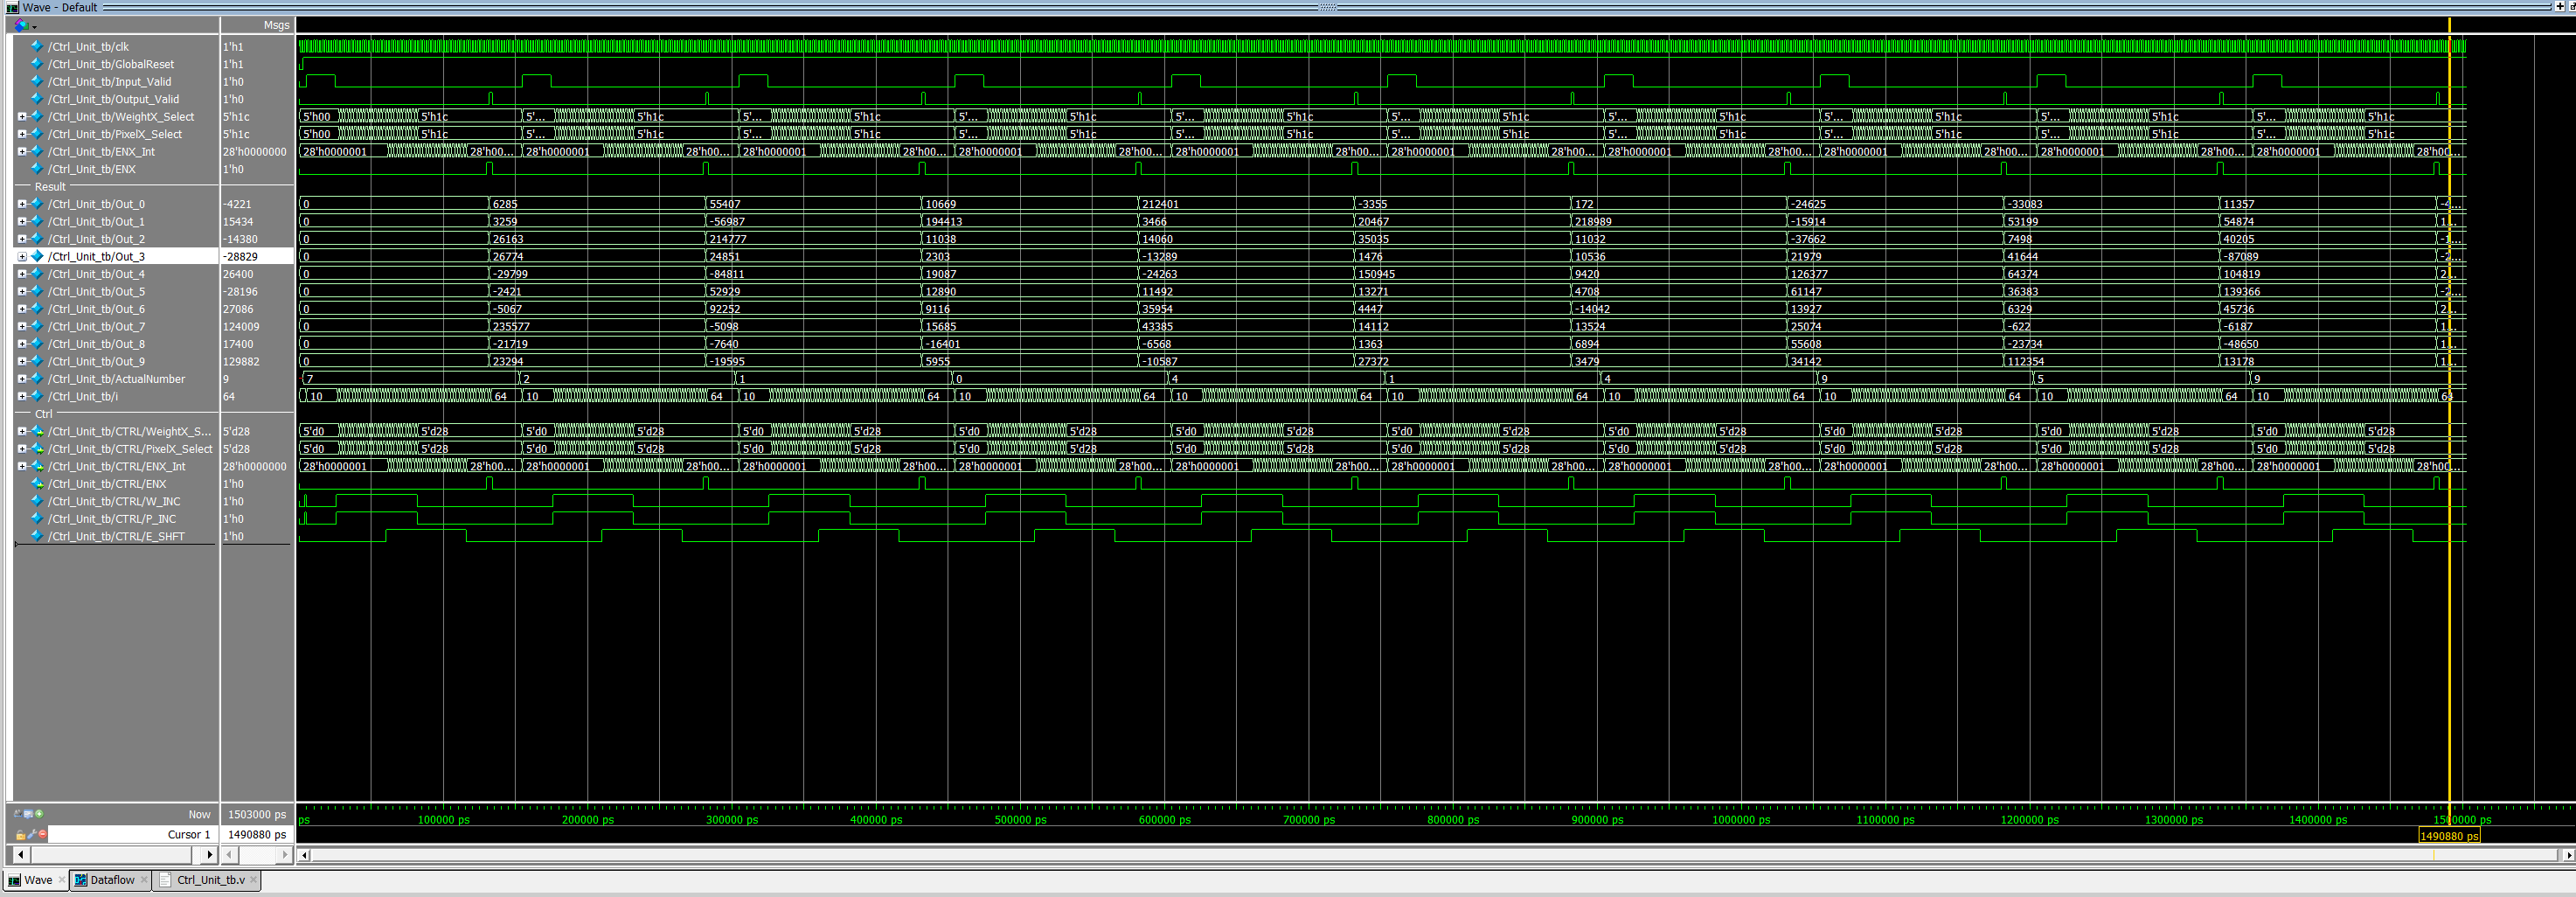 Wave - Default
Msgs
/Ctrl_Unit_tb/clk 1'h1
/Ctrl_Unit_tb/GlobalReset 1'h1
/Ctrl_Unit_tb/Input_Valid 1'h0
/Ctrl_Unit_tb/Output_Valid 1'h0
/Ctrl_Unit_tb/WeightX_Select 5'h1c 5'h00 5'h1c 5'... 5'h1c 5'... 5'h1c 5'... 5'h1c 5'... 5'h1c 5'... 5'h1c 5'... 5'h1c 5'... 5'h1c 5'... 5'h1c 5'... 5'h1c
/Ctrl_Unit_tb/PixelX_Select 5'h1c 5'h00 5'h1c 5'... 5'h1c 5'... 5'h1c 5'... 5'h1c 5'... 5'h1c 5'... 5'h1c 5'... 5'h1c 5'... 5'h1c 5'... 5'h1c 5'... 5'h1c
/Ctrl_Unit_tb/ENX_Int 28'h0000000 28'h0000001 28'h00... 28'h0000001 28'h00... 28'h0000001 28'h00... 28'h0000001 28'h00... 28'h0000001 28'h00... 28'h0000001 28'h00... 28'h0000001 28'h00... 28'h0000001 28'h00... 28'h0000001 28'h00... 28'h0000001 28'h00...
/Ctrl_Unit_tb/ENX 1'h0
Result
/Ctrl_Unit_tb/Out_0 -4221 0 6285 55407 10669 212401 -3355 172 -24625 -33083 11357 -4...
/Ctrl_Unit_tb/Out_1 15434 0 3259 -56987 194413 3466 20467 218989 -15914 53199 54874 1...
/Ctrl_Unit_tb/Out_2 -14380 0 26163 214777 11038 14060 35035 11032 -37662 7498 40205 -1...
/Ctrl_Unit_tb/Out_3 -28829 0 26774 24851 2303 -13289 1476 10536 21979 41644 -87089 -2...
/Ctrl_Unit_tb/Out_4 26400 0 -29799 -84811 19087 -24263 150945 9420 126377 64374 104819 2...
/Ctrl_Unit_tb/Out_5 -28196 0 -2421 52929 12890 11492 13271 4708 61147 36383 139366 -2...
/Ctrl_Unit_tb/Out_6 27086 0 -5067 92252 9116 35954 4447 -14042 13927 6329 45736 2...
/Ctrl_Unit_tb/Out_7 124009 0 235577 -5098 15685 43385 14112 13524 25074 -622 -6187 1...
/Ctrl_Unit_tb/Out_8 17400 0 -21719 -7640 -16401 -6568 1363 6894 55608 -23734 -48650 1...
/Ctrl_Unit_tb/Out_9 129882 0 23294 -19595 5955 -10587 27372 3479 34142 112354 13178 1...
/Ctrl_Unit_tb/ActualNumber 9 7 2 1 0 4 1 4 9 5 9
/Ctrl_Unit_tb/i 64 10 64 10 64 10 64 10 64 10 64 10 64 10 64 10 64 10 64 10 64
Ctrl
/Ctrl_Unit_tb/CTRL/WeightX_S... 5'd28 5'd0 5'd28 5'd0 5'd28 5'd0 5'd28 5'd0 5'd28 5'd0 5'd28 5'd0 5'd28 5'd0 5'd28 5'd0 5'd28 5'd0 5'd28 5'd0 5'd28
/Ctrl_Unit_tb/CTRL/PixelX_Select 5'd28 5'd0 5'd28 5'd0 5'd28 5'd0 5'd28 5'd0 5'd28 5'd0 5'd28 5'd0 5'd28 5'd0 5'd28 5'd0 5'd28 5'd0 5'd28 5'd0 5'd28
/Ctrl_Unit_tb/CTRL/ENX_Int 28'h0000000 28'h0000001 28'h00... 28'h0000001 28'h00... 28'h0000001 28'h00... 28'h0000001 28'h00... 28'h0000001 28'h00... 28'h0000001 28'h00... 28'h0000001 28'h00... 28'h0000001 28'h00... 28'h0000001 28'h00... 28'h0000001 28'h00...
/Ctrl_Unit_tb/CTRL/ENX 1'h0
/Ctrl_Unit_tb/CTRL/W_INC 1'h0
/Ctrl_Unit_tb/CTRL/P_INC 1'h0
/Ctrl_Unit_tb/CTRL/E_SHFT 1'h0
Now 1503000 ps ps 100000 ps 200000 ps 300000 ps 400000 ps 500000 ps 600000 ps 700000 ps 800000 ps 900000 ps 1000000 ps 1100000 ps 1200000 ps 1300000 ps 1400000 ps 1500000 ps
Cursor 1 1490880 ps 1490880 ps
Wave Dataflow Ctrl_Unit_tb.v